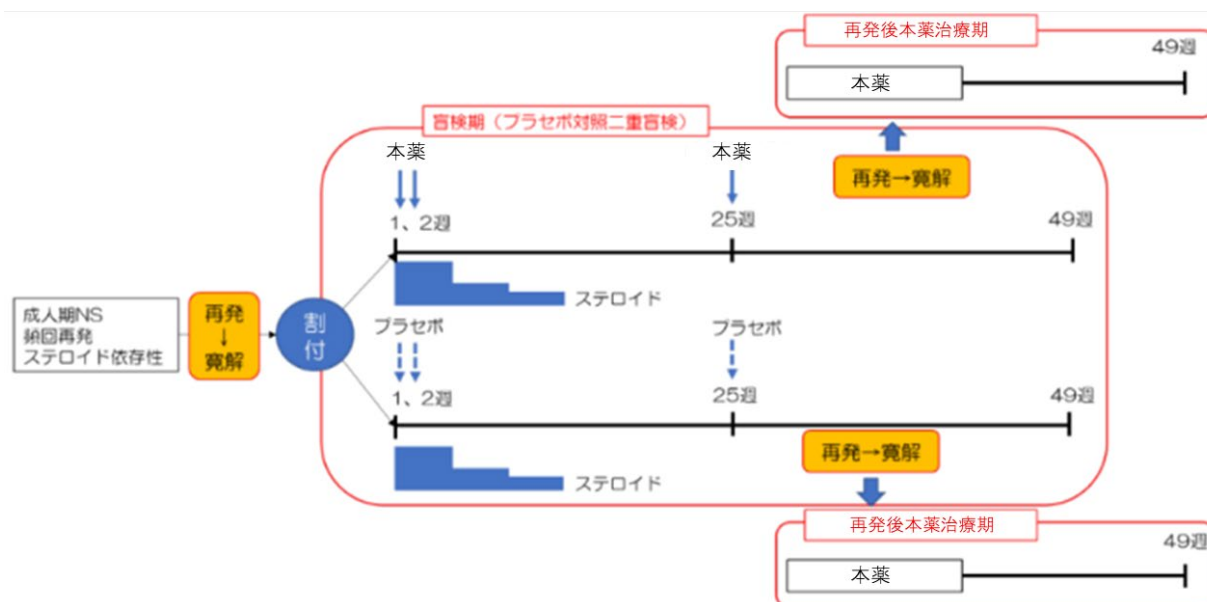 再発後本薬治療期
49週
本薬
盲検期（プラセボ対照二重盲検）
再発→寛解
本薬
本薬
1、2週
25週
49週
ステロイド
成人期NS
頻回再発
ステロイド依存性
再発
↓
寛解
割付
プラセボ
プラセボ
1、2週
25週
49週
ステロイド
再発→寛解
再発後本薬治療期
49週
本薬